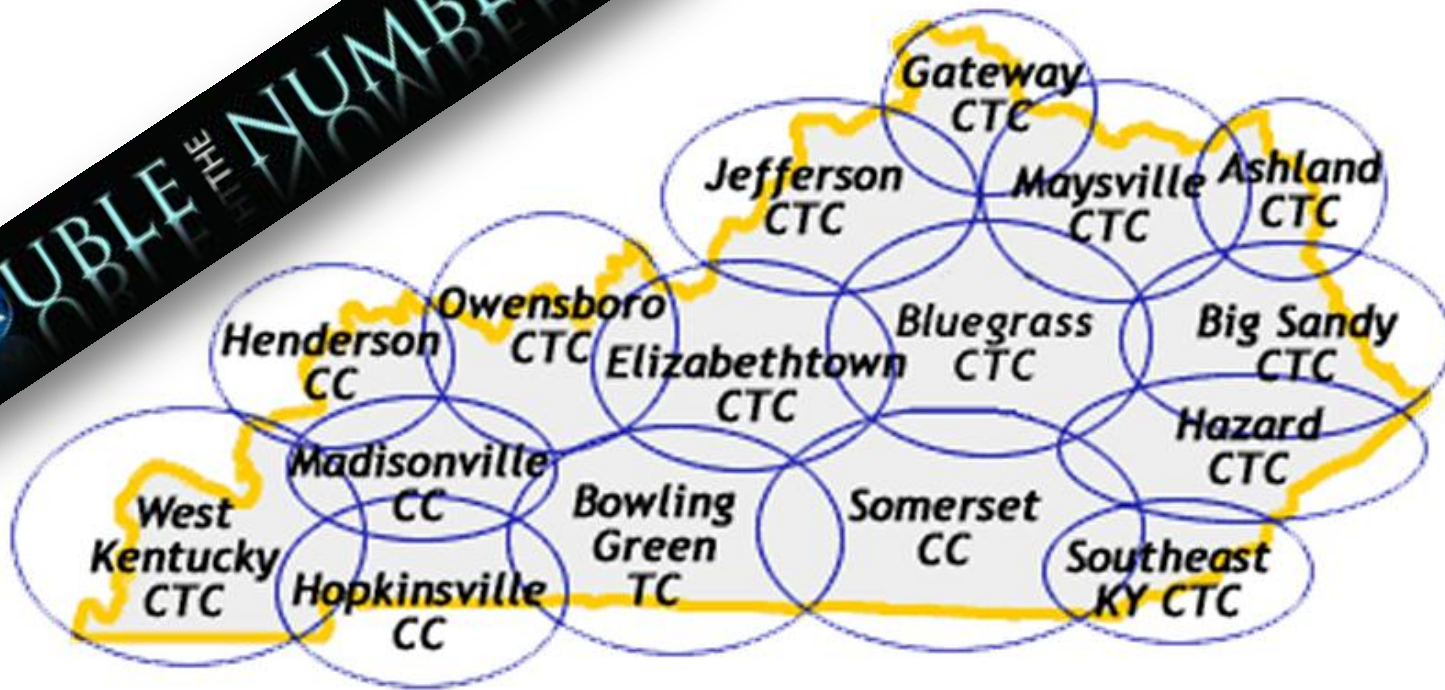 UBLE THE NUMBE
Gateway
CTC
Jefferson
CTC
Maysville
CTC
Ashland
CTC
Owensboro
CTC
Henderson
CC
Elizabethtown
CTC
Bluegrass
CTC
Big Sandy
CTC
Hazard
CTC
Madisonville
CC
West
Kentucky
CTC
Bowling
Green
TC
Somerset
CC
Southeast
KY CTC
Hopkinsville
CC